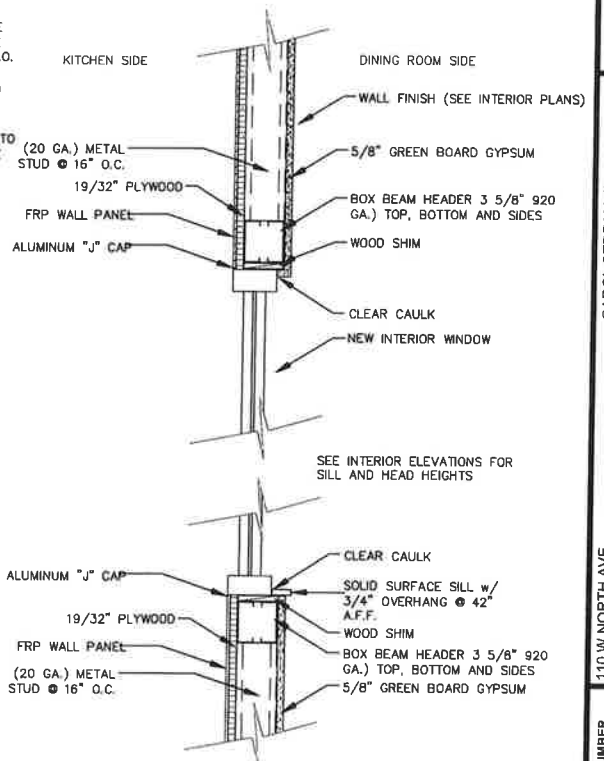 E
O.
TO
KITCHEN SIDE
DINING ROOM SIDE
WALL FINISH (SEE INTERIOR PLANS)
(20 GA.) METAL
STUD @ 16" O.C.
5/8" GREEN BOARD GYPSUM
19/32" PLYWOOD
BOX BEAM HEADER 3 5/8" 920
GA.) TOP, BOTTOM AND SIDES
FRP WALL PANEL
WOOD SHIM
ALUMINUM "J" CAP
CLEAR CAULK
NEW INTERIOR WINDOW
SEE INTERIOR ELEVATIONS FOR
SILL AND HEAD HEIGHTS
CLEAR CAULK
ALUMINUM "J" CAP
SOLID SURFACE SILL w/
3/4" OVERHANG @ 42"
A.F.F.
19/32" PLYWOOD
WOOD SHIM
FRP WALL PANEL
BOX BEAM HEADER 3 5/8" 920
GA.) TOP, BOTTOM AND SIDES
(20 GA.) METAL
STUD @ 16" O.C.
5/8" GREEN BOARD GYPSUM
110 W NORTH AVE
UMBER